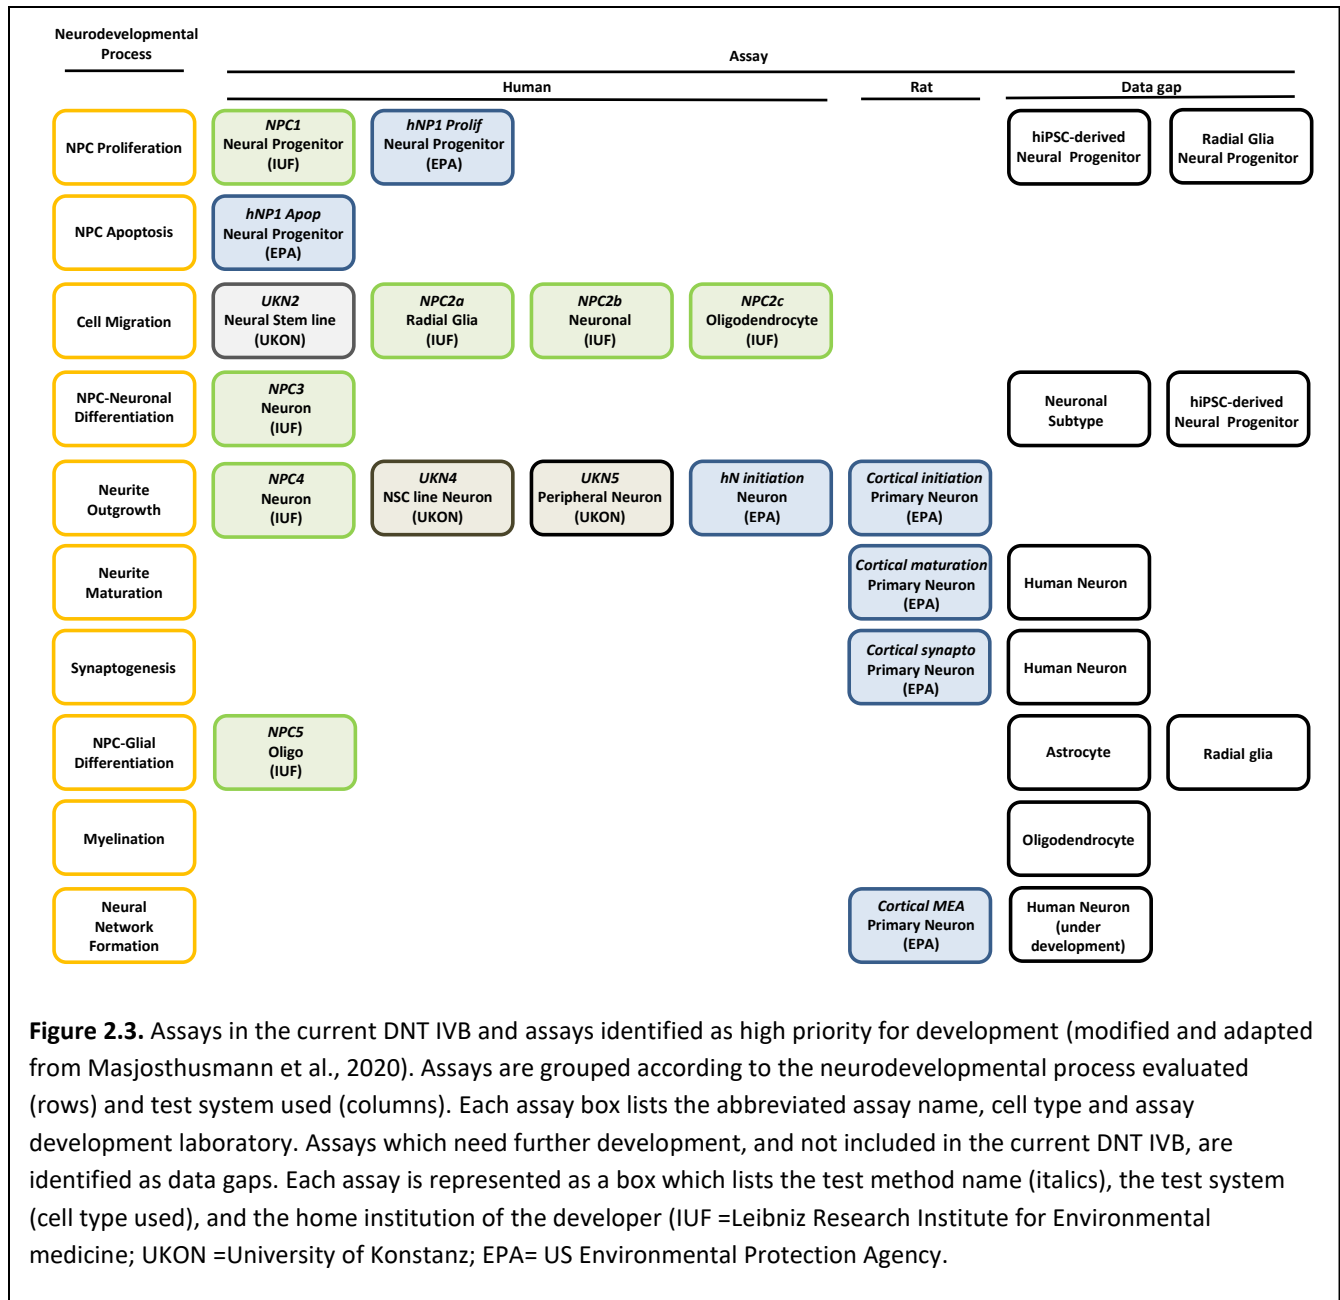 Neurodevelopmental
Process
Assay
Human
Rat
Data gap
NPC Proliferation
NPC1
Neural Progenitor
(IUF)
hNP1 Prolif
Neural Progenitor
(EPA)
hiPSC-derived
Neural Progenitor
Radial Glia
Neural Progenitor
NPC Apoptosis
hNP1 Apop
Neural Progenitor
(EPA)
Cell Migration
UKN2
Neural Stem line
(UKON)
NPC2a
Radial Glia
(IUF)
NPC2b
Neuronal
(IUF)
NPC2c
Oligodendrocyte
(IUF)
NPC-Neuronal
Differentiation
NPC3
Neuron
(IUF)
Neuronal
Subtype
hiPSC-derived
Neural Progenitor
Neurite
Outgrowth
NPC4
Neuron
(IUF)
UKN4
NSC line Neuron
(UKON)
UKN5
Peripheral Neuron
(UKON)
hN initiation
Neuron
(EPA)
Cortical initiation
Primary Neuron
(EPA)
Neurite
Maturation
Cortical maturation
Primary Neuron
(EPA)
Human Neuron
Synaptogenesis
Cortical synapto
Primary Neuron
(EPA)
Human Neuron
NPC-Glial
Differentiation
NPC5
Oligo
(IUF)
Astrocyte
Radial glia
Myelination
Oligodendrocyte
Neural
Network
Formation
Cortical MEA
Primary Neuron
(EPA)
Human Neuron
(under
development)
Figure 2.3. Assays in the current DNT IVB and assays identified as high priority for development (modified and adapted
from Masjosthusmann et al., 2020). Assays are grouped according to the neurodevelopmental process evaluated
(rows) and test system used (columns). Each assay box lists the abbreviated assay name, cell type and assay
development laboratory. Assays which need further development, and not included in the current DNT IVB, are
identified as data gaps. Each assay is represented as a box which lists the test method name (italics), the test system
(cell type used), and the home institution of the developer (IUF =Leibniz Research Institute for Environmental
medicine; UKON =University of Konstanz; EPA= US Environmental Protection Agency.